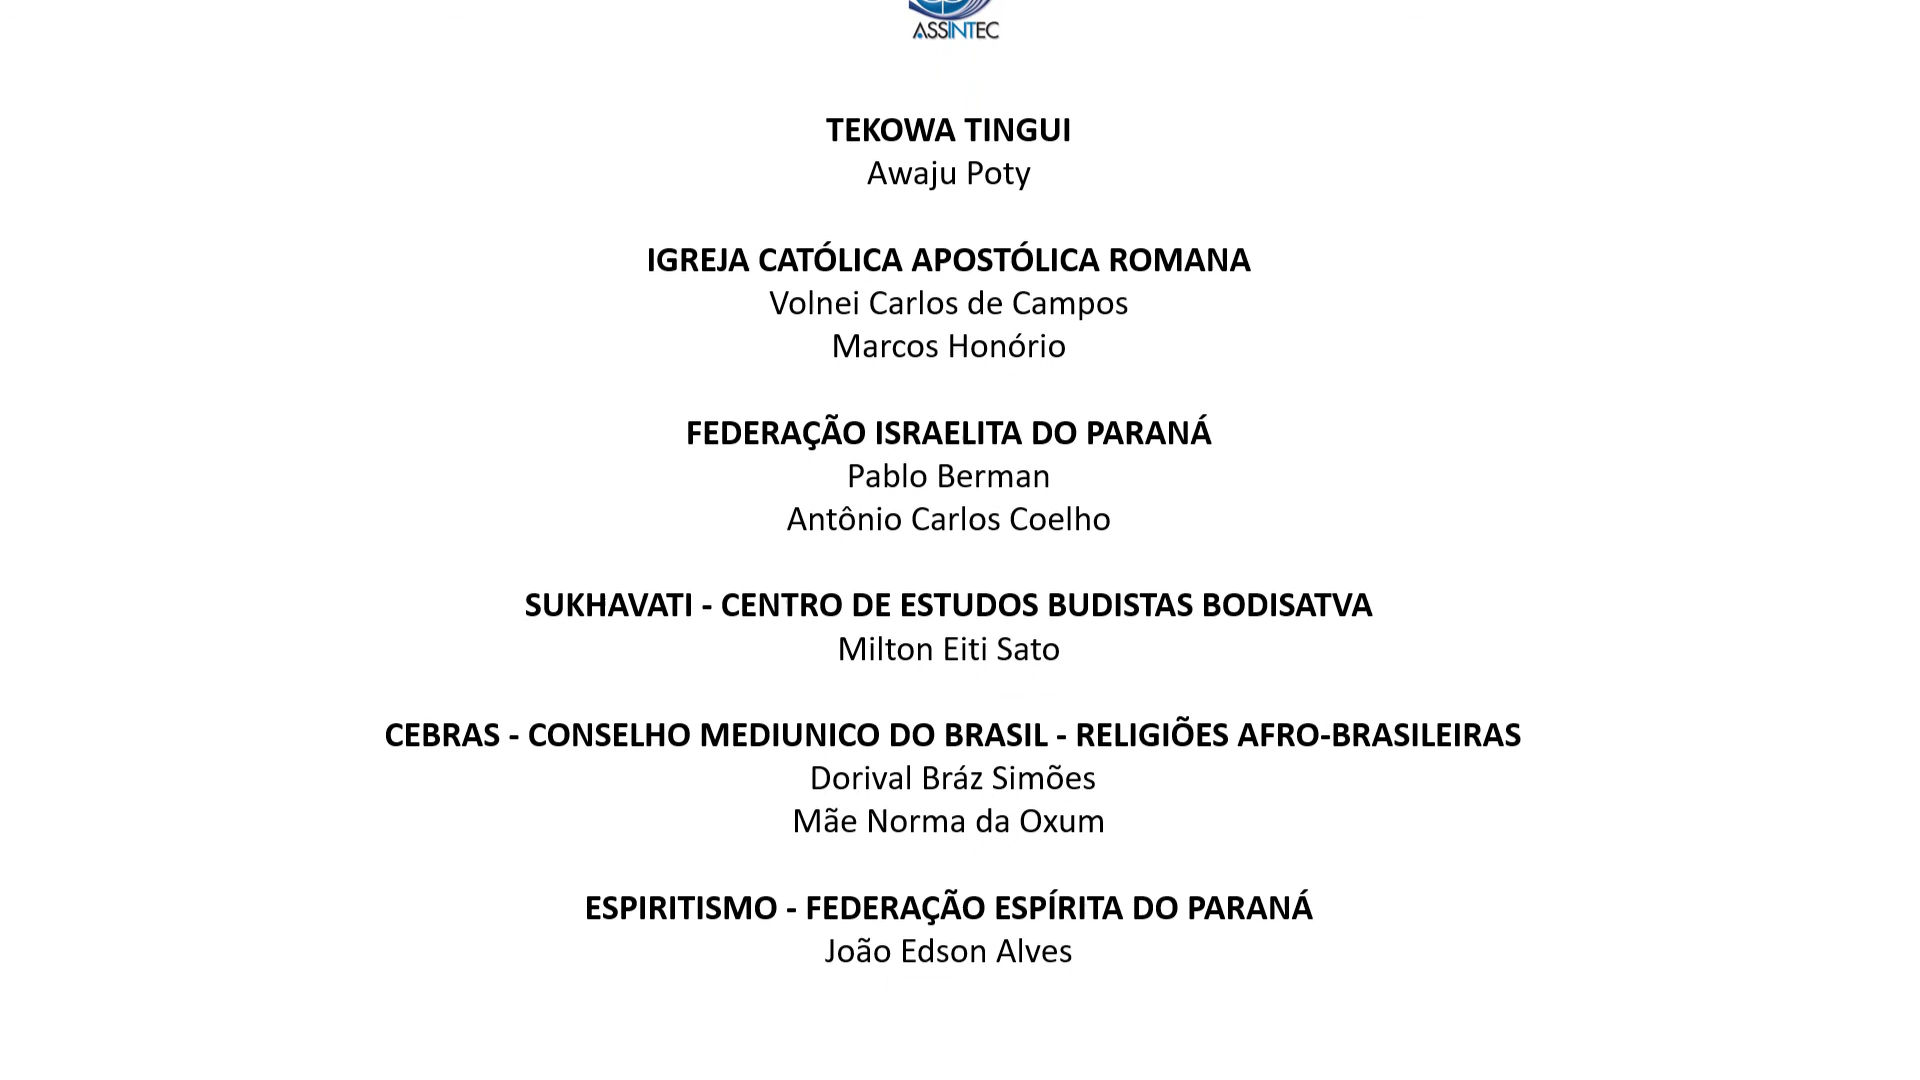 ASSINTEC
TEKOWA TINGUI
Awaju Poty
IGREJA CATÓLICA APOSTÓLICA ROMANA
Volnei Carlos de Campos
Marcos Honório
FEDERAÇÃO ISRAELITA DO PARANÁ
Pablo Berman
Antônio Carlos Coelho
SUKHAVATI - CENTRO DE ESTUDOS BUDISTAS BODISATVA
Milton Eiti Sato
CEBRAS - CONSELHO MEDIUNICO DO BRASIL - RELIGIÕES AFRO-BRASILEIRAS
Dorival Bráz Simões
Mãe Norma da Oxum
ESPIRITISMO - FEDERAÇÃO ESPÍRITA DO PARANÁ
João Edson Alves